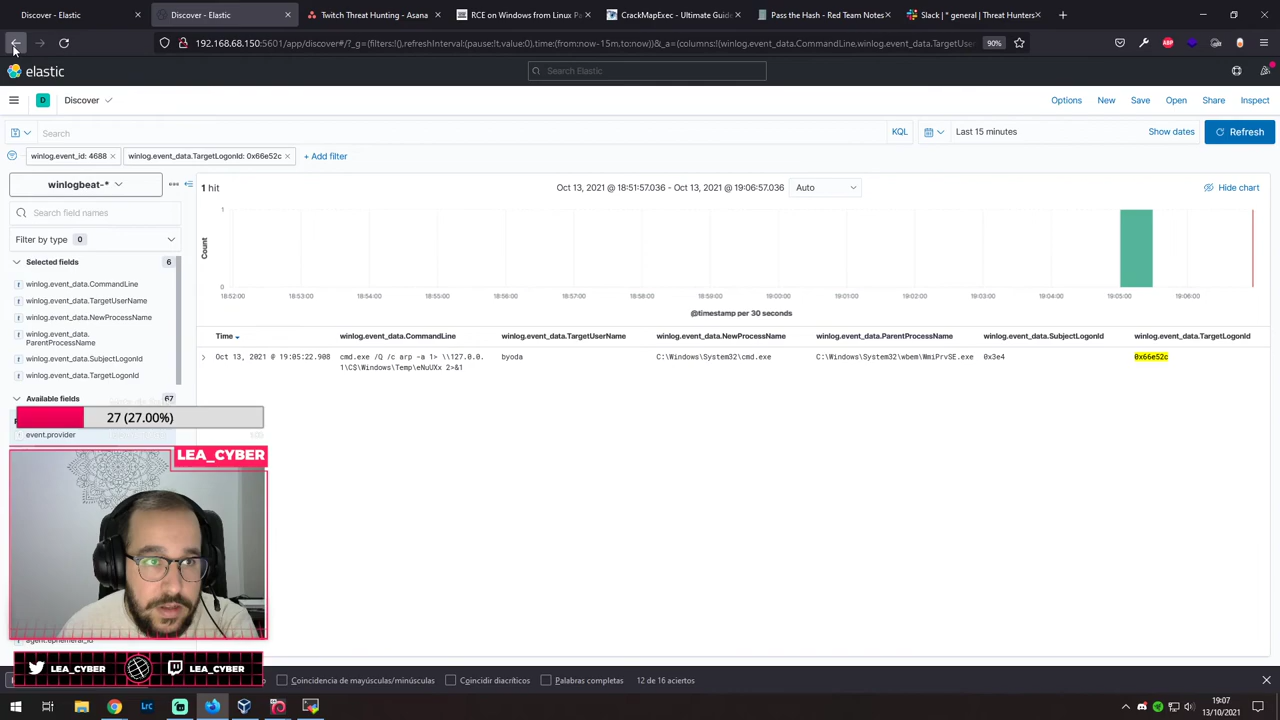 Discover - Elastic
Discover - Elastic
Twitch Threat Hunting - Asana
RCE on Windows from Linux Pa
CrackMapExec - Ultimate Guide
Pass the Hash - Red Team Notes
Slack | * general | Threat Hunters
192.168.68.150:5601/app/discover#/?_g=(filters:!(),refreshInterval:(pause:!t,value:0),time:(from:now-15m,to:now))&_a=(columns:!(winlog.event_data.CommandLine,winlog.event_data.TargetUser
90%
elastic
Search Elastic
D
Discover
Options
New
Save
Open
Share
Inspect
Search
KQL
Last 15 minutes
Show dates
Refresh
winlog.event_id: 4688
winlog.event_data.TargetLogonId: 0x66e52c
+ Add filter
winlogbeat-*
1 hit
Oct 13, 2021 @ 18:51:57.036 - Oct 13, 2021 @ 19:06:57.036
Auto
Hide chart
Search field names
Filter by type 0
Selected fields 6
winlog.event_data.CommandLine
winlog.event_data.TargetUserName
winlog.event_data.NewProcessName
winlog.event_data.
ParentProcessName
winlog.event_data.SubjectLogonId
winlog.event_data.TargetLogonId
Available fields 67
event.provider
Count
1
0
18:52:00 18:53:00 18:54:00 18:55:00 18:56:00 18:57:00 18:58:00 18:59:00 19:00:00 19:01:00 19:02:00 19:03:00 19:04:00 19:05:00 19:06:00
@timestamp per 30 seconds
Time winlog.event_data.CommandLine winlog.event_data.TargetUserName winlog.event_data.NewProcessName winlog.event_data.ParentProcessName winlog.event_data.SubjectLogonId winlog.event_data.TargetLogonId
Oct 13, 2021 @ 19:05:22.908 cmd.exe /Q /c arp -a 1> \\127.0.0. byoda C:\Windows\System32\cmd.exe C:\Windows\System32\wbem\WmiPrvSE.exe 0x3e4 0x66e52c
1\C$\Windows\Temp\eNuUXx 2>&1
27 (27.00%)
LEA_CYBER
agent.ephemeral_id
LEA_CYBER
LEA_CYBER
Coincidencia de mayúsculas/minúsculas
Coincidir diacríticos
Palabras completas
12 de 16 aciertos
Lrc
19:07
13/10/2021